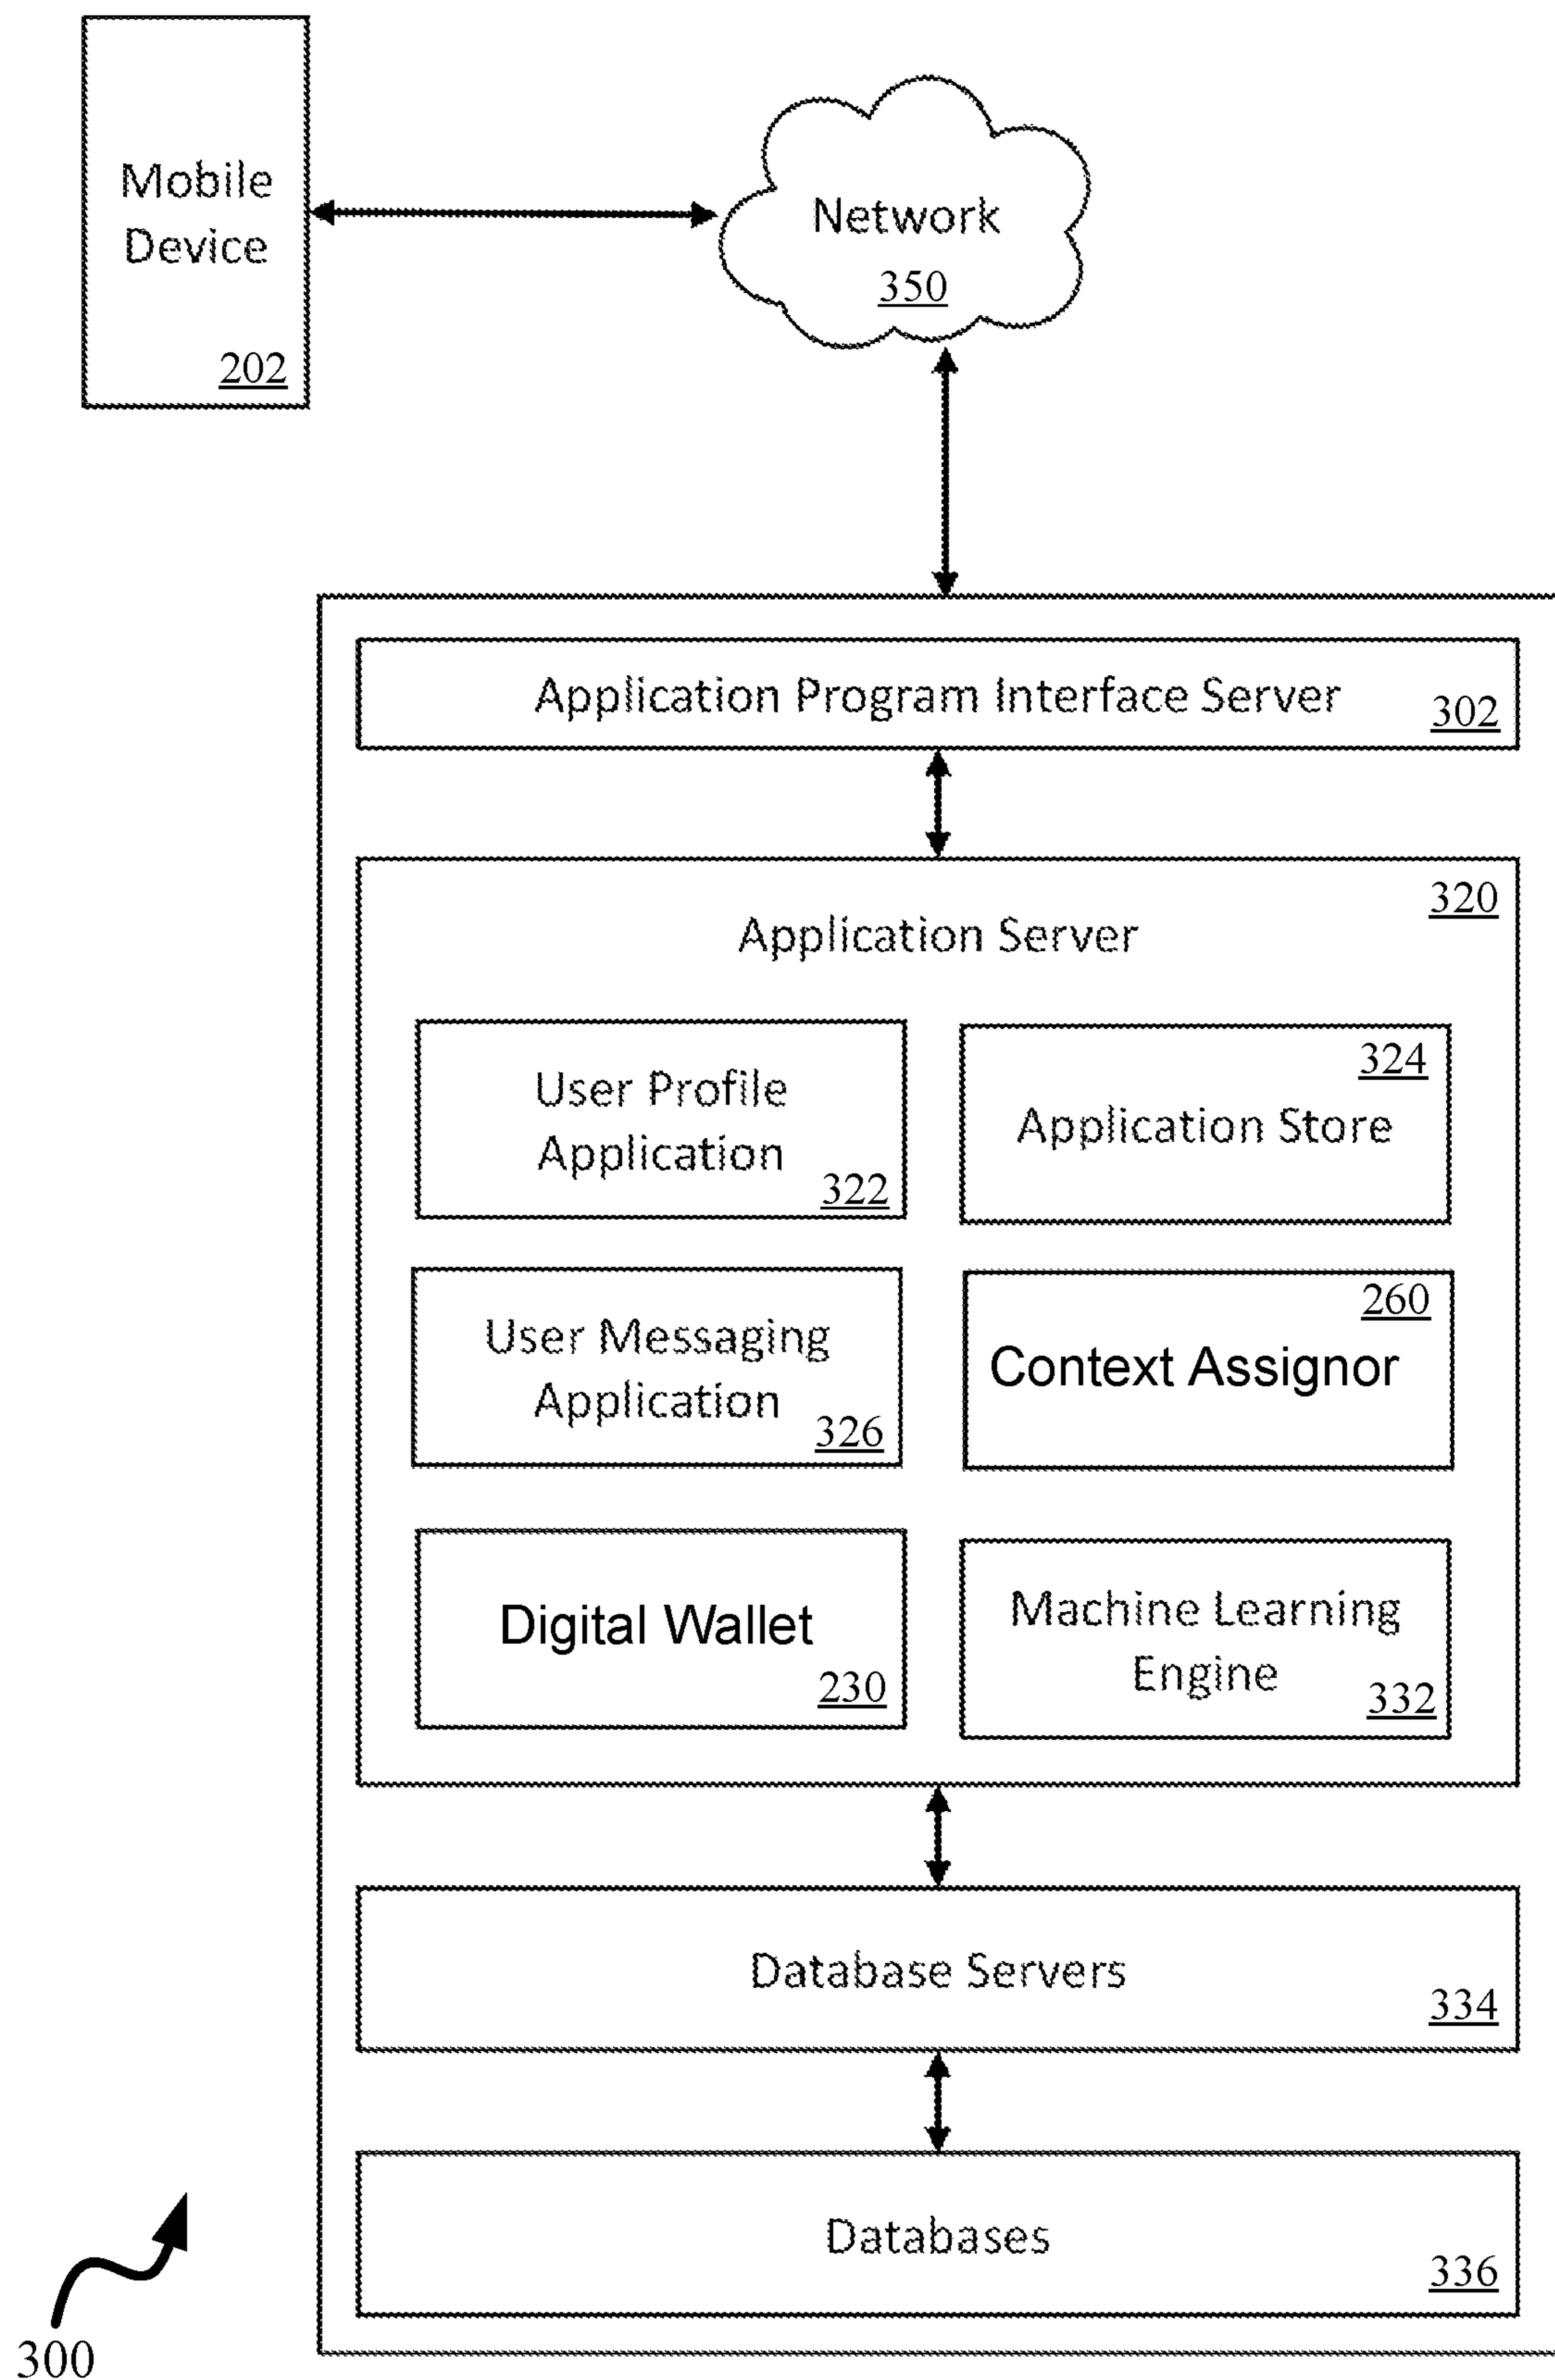 Mobile
Device
202
Network
350
Application Program Interface Server
302
320
Application Server
User Profile
Application
322
324
Application Store
User Messaging
Application
326
260
Context Assignor
Digital Wallet
230
Machine Learning
Engine
332
Database Servers
334
Databases
336
300